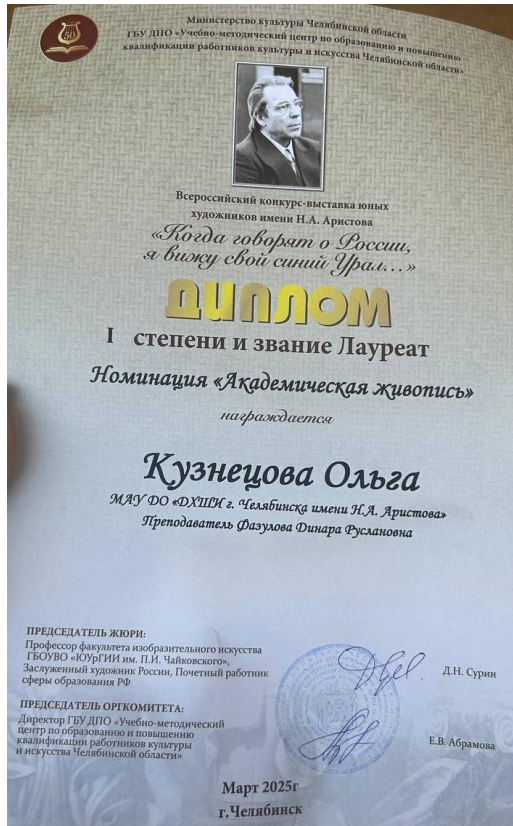 50
Министерство культуры Челябинской области
ГБУ ДПО «Учебно-методический центр по образованию и повышению
квалификации работников культуры и искусства Челябинской области»
Всероссийский конкурс-выставка юных
художников имени Н.А. Аристова
«Когда говорят о России,
я вижу свой синий Урал...»
ДИПЛОМ
I степени и звание Лауреат
Номинация «Академическая живопись»
награждается
Кузнецова Ольга
МАУ ДО «ДХШИ г. Челябинска имени Н.А. Аристова»
Преподаватель Фазулова Динара Руслановна
ПРЕДСЕДАТЕЛЬ ЖЮРИ:
Профессор факультета изобразительного искусства
ГБОУВО «ЮУрГИИ им. П.И. Чайковского»,
Заслуженный художник России, Почетный работник
сферы образования РФ
Д.Н. Сурин
ПРЕДСЕДАТЕЛЬ ОРГКОМИТЕТА:
Директор ГБУ ДПО «Учебно-методический
центр по образованию и повышению
квалификации работников культуры
и искусства Челябинской области»
Е.В. Абрамова
Март 2025г
г.Челябинск